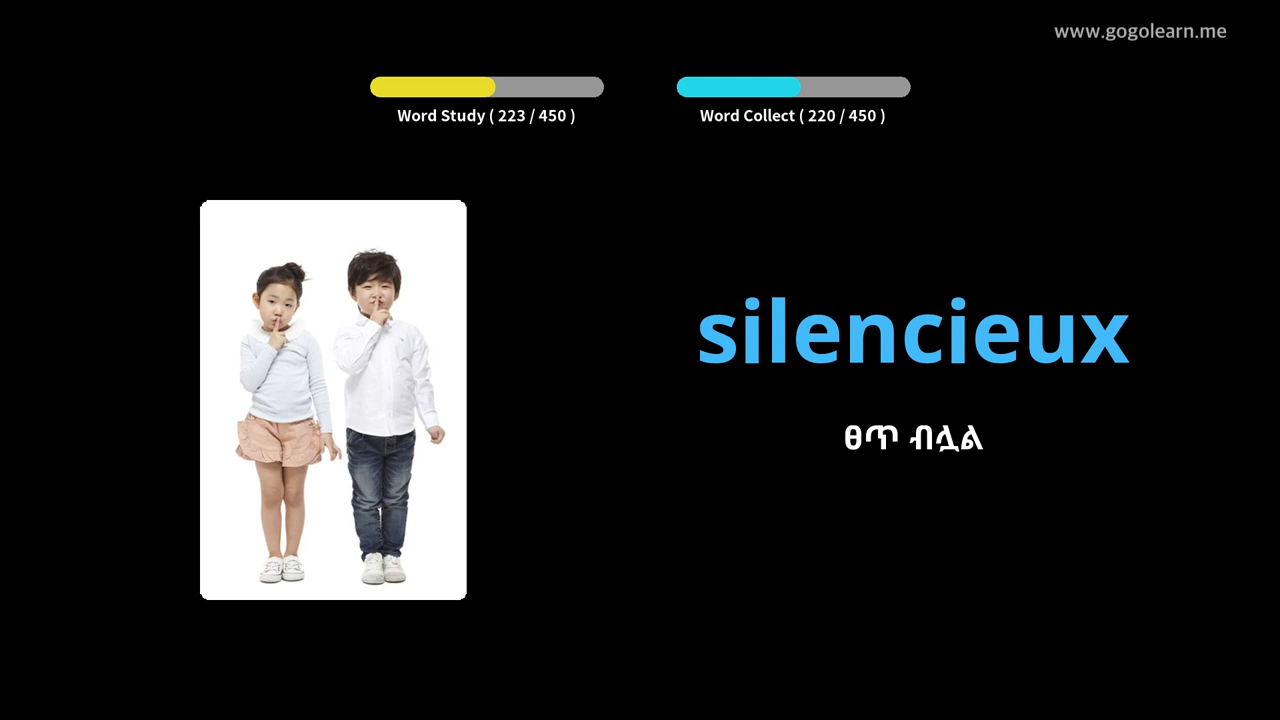 www.gogolearn.me
Word Study ( 223 / 450 )
Word Collect ( 220 / 450 )
silencieux
ፀጥ ብሏል